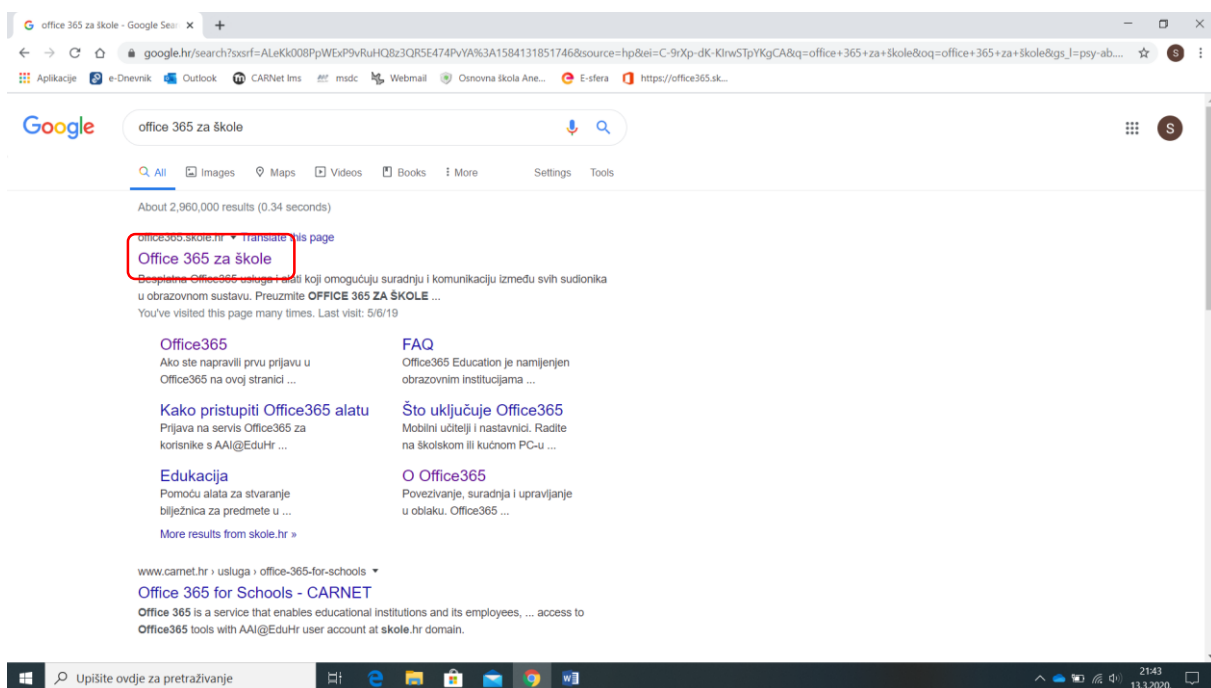 office 365 za škole - Google Sear
google.hr/search?sxsrf=ALeKk008PpWExP9vRuHQ8z3QR5E474PvYA%3A1584131851746&source=hp&ei=C-9rXp-dK-KlrwSTpYKgCA&q=office+365+za+škole&oq=office+365+za+škole&gs_l=psy-ab....
S
Aplikacije e-Dnevnik Outlook CARNet Ims msdc Webmail Osnovna škola Ane... E-sfera https://office365.sk...
Google office 365 za škole S
All Images Maps Videos Books More Settings Tools
About 2,960,000 results (0.34 seconds)
office365.skole.hr Translate this page
Office 365 za škole
Besplatna Office365 usluga i alati koji omogućuju suradnju i komunikaciju između svih sudionika
u obrazovnom sustavu. Preuzmite OFFICE 365 ZA ŠKOLE ...
You've visited this page many times. Last visit: 5/6/19
Office365
Ako ste napravili prvu prijavu u
Office365 na ovoj stranici ...
FAQ
Office365 Education je namijenjen
obrazovnim institucijama ...
Kako pristupiti Office365 alatu
Prijava na servis Office365 za
korisnike s AAI@EduHr ...
Što uključuje Office365
Mobilni učitelji i nastavnici. Radite
na školskom ili kućnom PC-u ...
Edukacija
Pomoću alata za stvaranje
bilježnica za predmete u ...
O Office365
Povezivanje, suradnja i upravljanje
u oblaku. Office365 ...
More results from skole.hr »
www.carnet.hr › usluga › office-365-for-schools
Office 365 for Schools - CARNET
Office 365 is a service that enables educational institutions and its employees, ... access to
Office365 tools with AAI@EduHr user account at skole.hr domain.
Upišite ovdje za pretraživanje
21:43
13.3.2020.